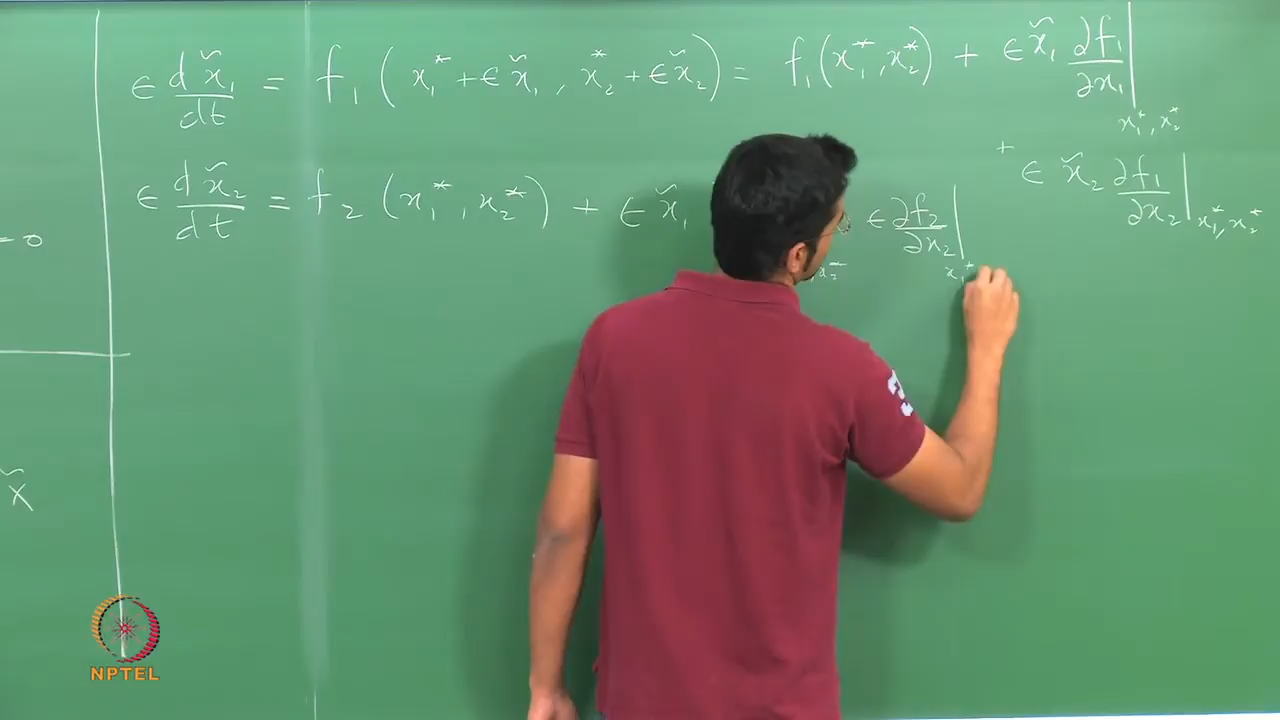 ϵ dx̃₁/dt = f₁ ( x₁* + ϵ x̃₁ , x₂* + ϵ x̃₂ ) = f₁(x₁*, x₂*) + ϵ x̃₁ ∂f₁/∂x₁ |x₁*, x₂*
+ ϵ x̃₂ ∂f₁/∂x₂ |x₁*, x₂*
ϵ dx̃₂/dt = f₂ (x₁*, x₂*) + ϵ x̃₁ ϵ ∂f₂/∂x₂ |x₁*
= 0
x̃
NPTEL